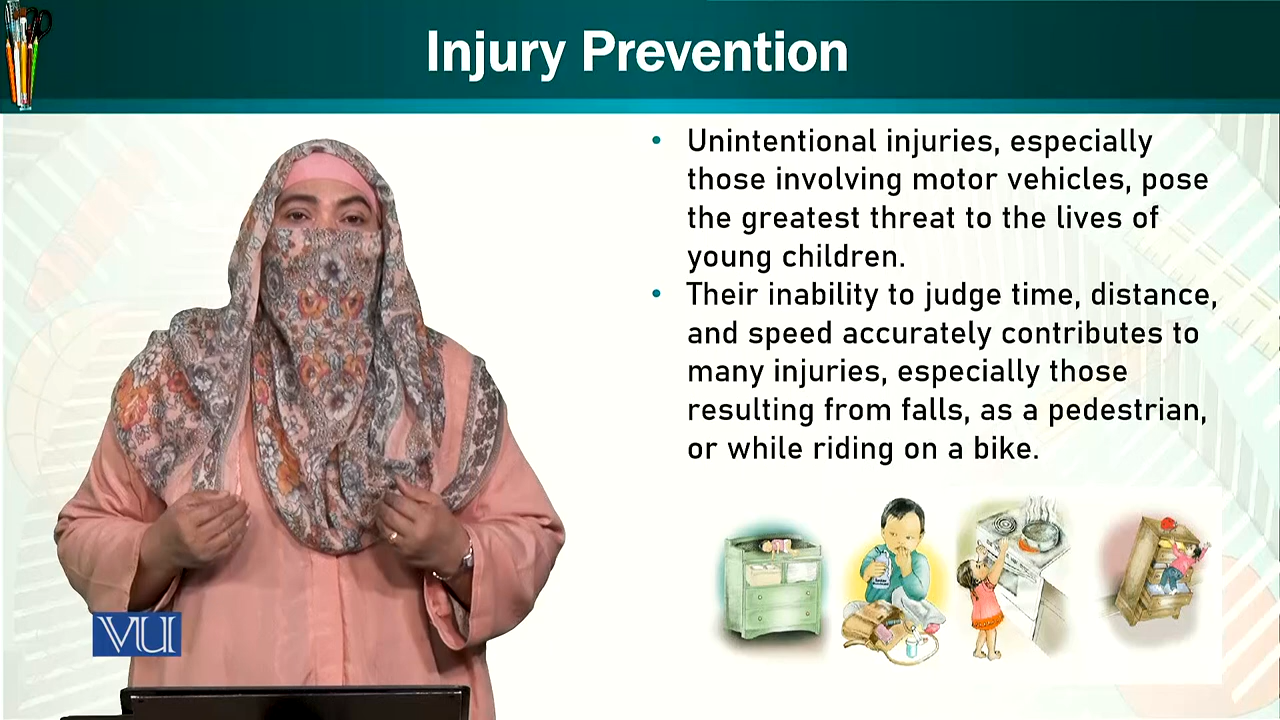 Injury Prevention
• Unintentional injuries, especially
those involving motor vehicles, pose
the greatest threat to the lives of
young children.
• Their inability to judge time, distance,
and speed accurately contributes to
many injuries, especially those
resulting from falls, as a pedestrian,
or while riding on a bike.
VU